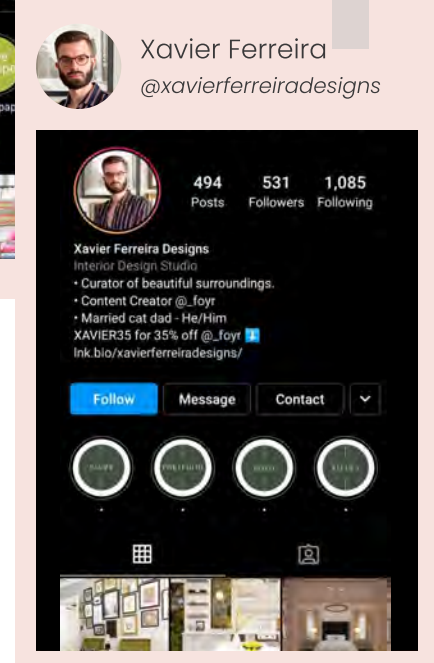 Xavier Ferreira
@xavierferreiradesigns
494 531 1,085
Posts Followers Following
Xavier Ferreira Designs
Interior Design Studio
• Curator of beautiful surroundings.
• Content Creator @_foyr
• Married cat dad - He/Him
XAVIER35 for 35% off @_foyr ⬇️
lnk.bio/xavierferreiradesigns/
Follow Message Contact